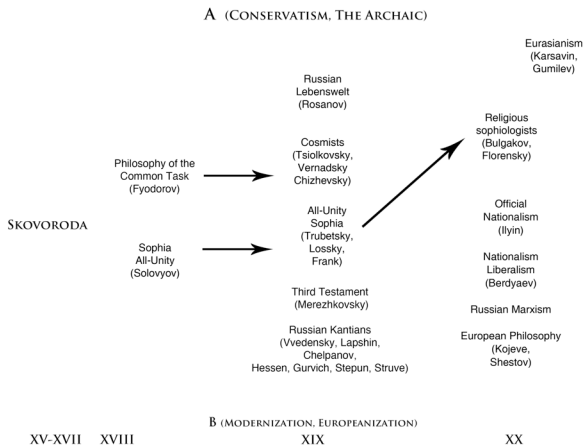 A (Conservatism, The Archaic)
Eurasianism
(Karsavin,
Gumilev)
Russian
Lebenswelt
(Rosanov)
Religious
sophiologists
(Bulgakov,
Florensky)
Cosmists
(Tsiolkovsky,
Vernadsky
Chizhevsky)
Philosophy of the
Common Task
(Fyodorov)
Skovoroda
All-Unity
Sophia
(Trubetsky,
Lossky,
Frank)
Official
Nationalism
(Ilyin)
Sophia
All-Unity
(Solovyov)
Nationalism
Liberalism
(Berdyaev)
Third Testament
(Merezhkovsky)
Russian Marxism
Russian Kantians
(Vvedensky, Lapshin,
Chelpanov,
Hessen, Gurvich, Stepun, Struve)
European Philosophy
(Kojeve,
Shestov)
B (Modernization, Europeanization)
XV-XVII XVIII XIX XX